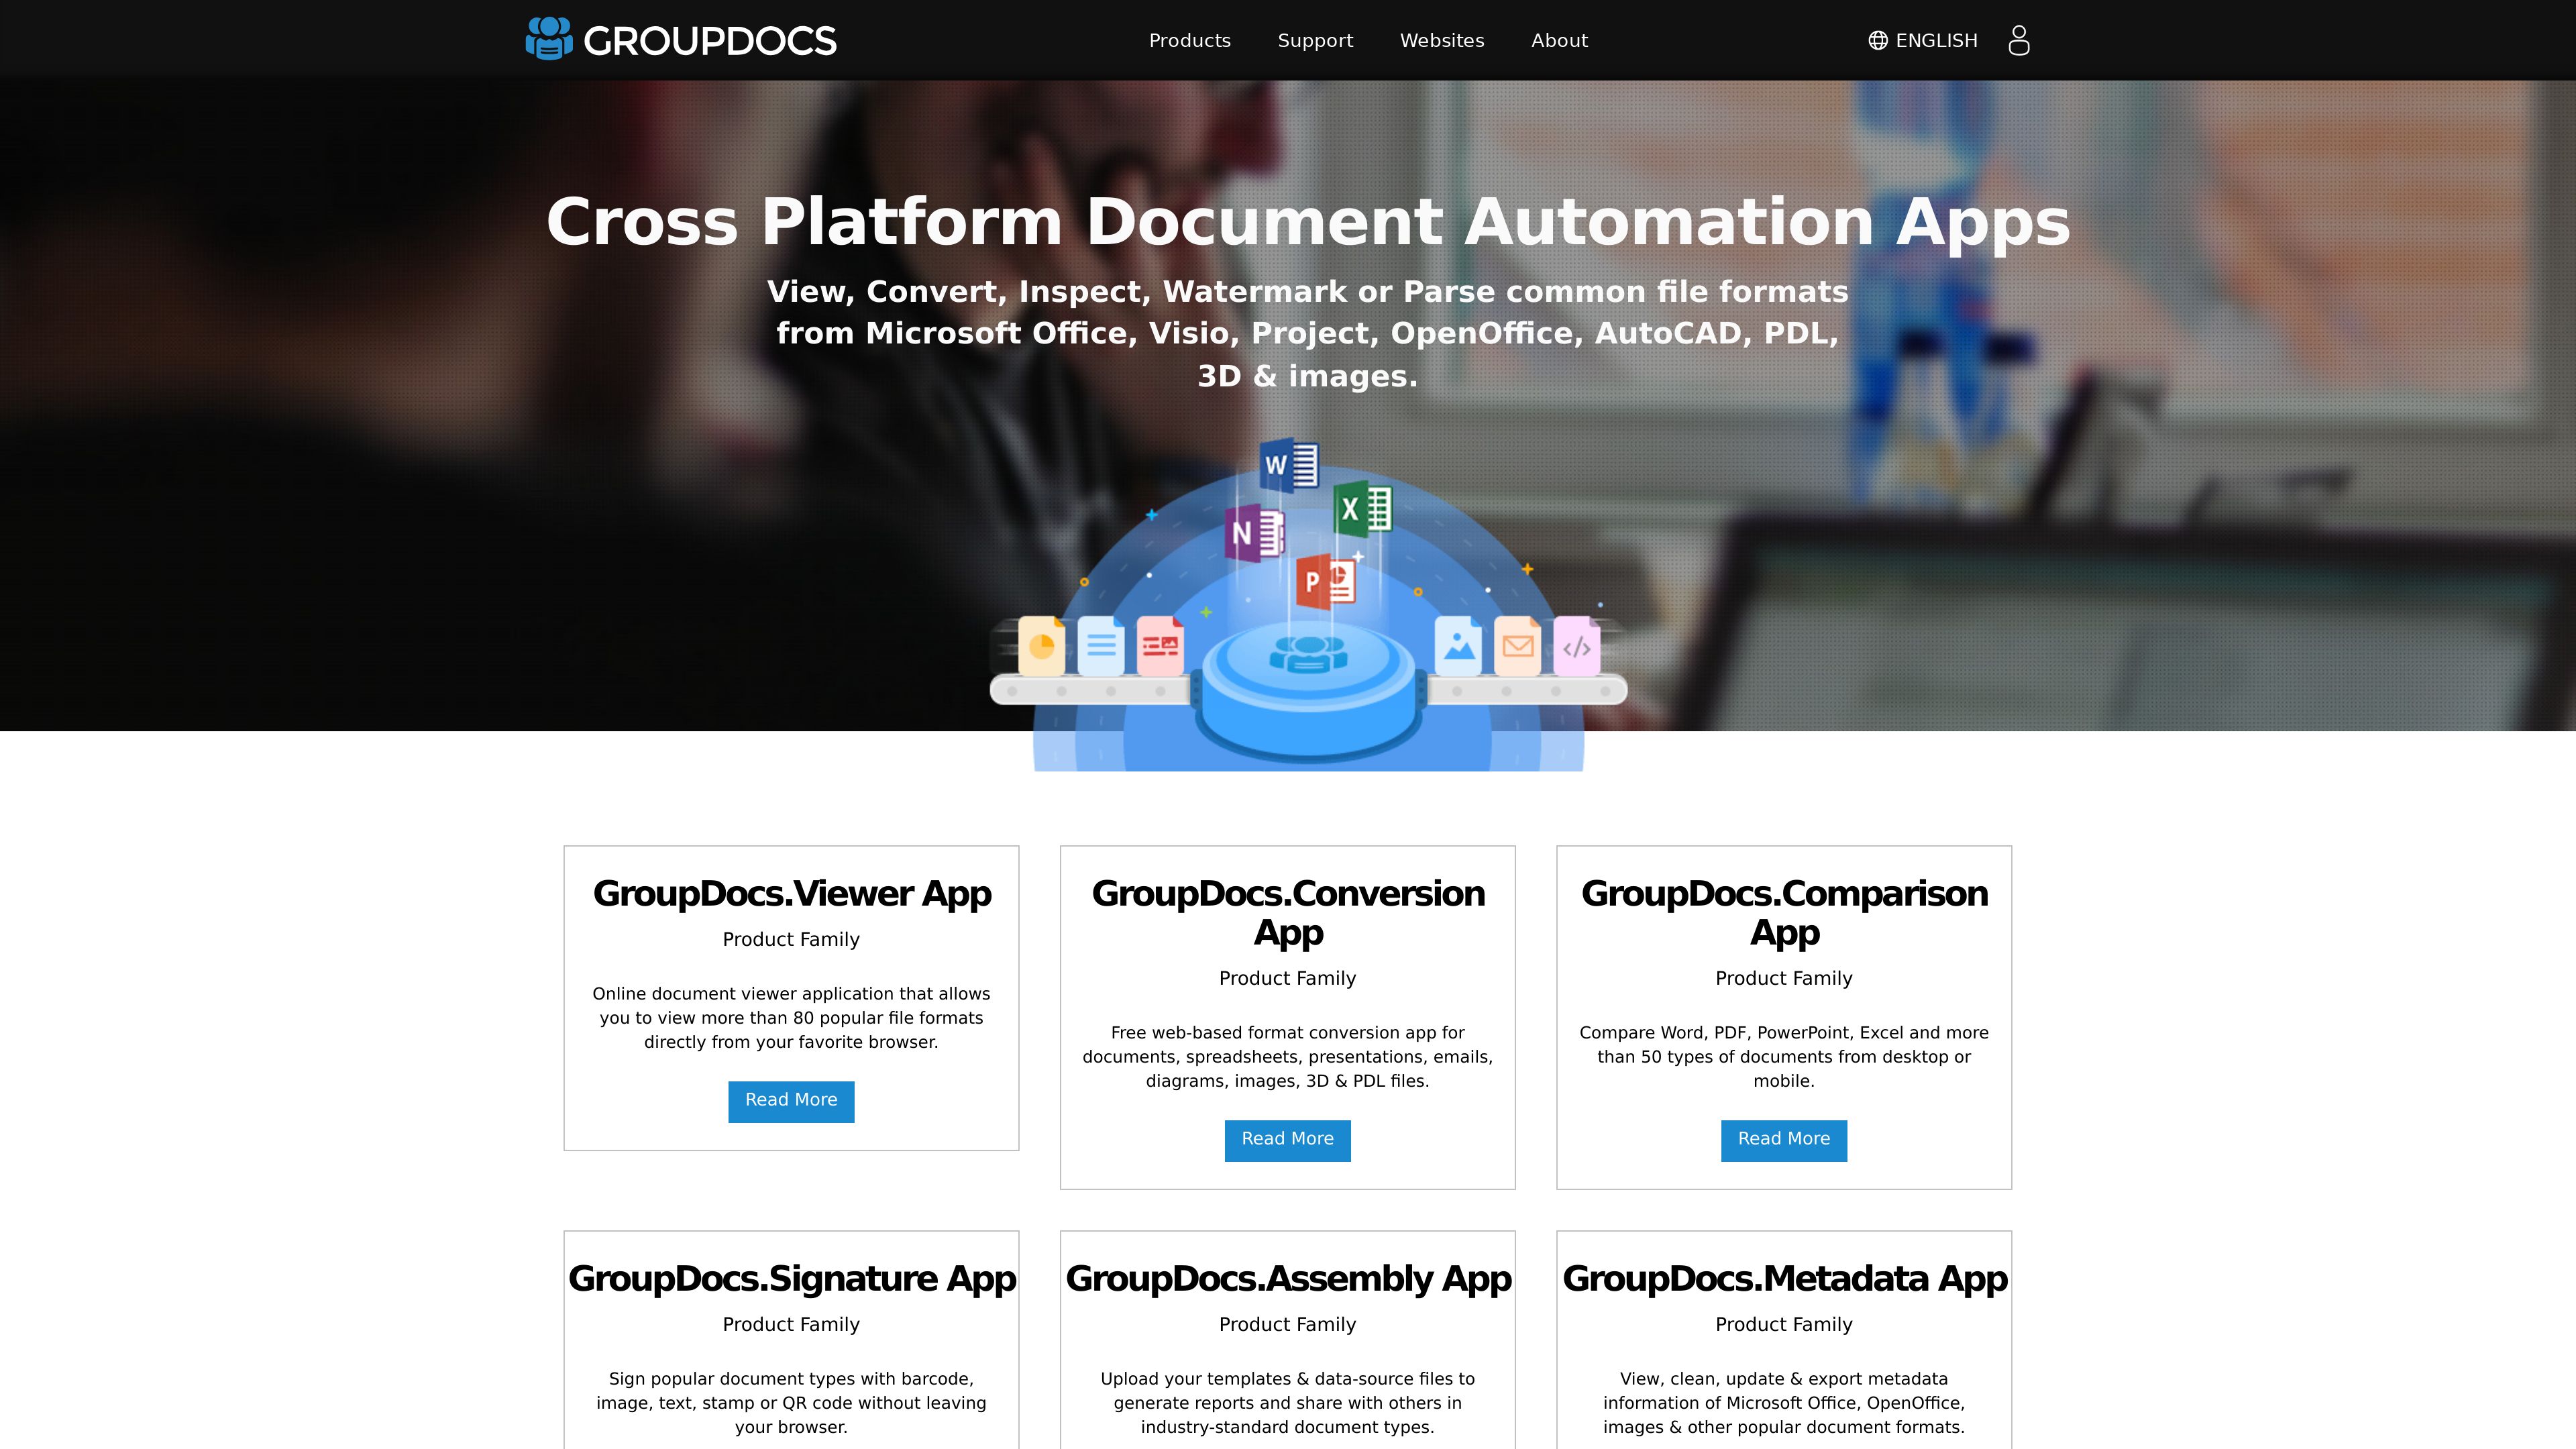 GROUPDOCS
Products
Support
Websites
About
ENGLISH
Cross Platform Document Automation Apps
View, Convert, Inspect, Watermark or Parse common file formats
from Microsoft Office, Visio, Project, OpenOffice, AutoCAD, PDL,
3D & images.
W
X
N
P
</>
GroupDocs.Viewer App
Product Family
Online document viewer application that allows
you to view more than 80 popular file formats
directly from your favorite browser.
Read More
GroupDocs.Conversion
App
Product Family
Free web-based format conversion app for
documents, spreadsheets, presentations, emails,
diagrams, images, 3D & PDL files.
Read More
GroupDocs.Comparison
App
Product Family
Compare Word, PDF, PowerPoint, Excel and more
than 50 types of documents from desktop or
mobile.
Read More
GroupDocs.Signature App
Product Family
Sign popular document types with barcode,
image, text, stamp or QR code without leaving
your browser.
GroupDocs.Assembly App
Product Family
Upload your templates & data-source files to
generate reports and share with others in
industry-standard document types.
GroupDocs.Metadata App
Product Family
View, clean, update & export metadata
information of Microsoft Office, OpenOffice,
images & other popular document formats.